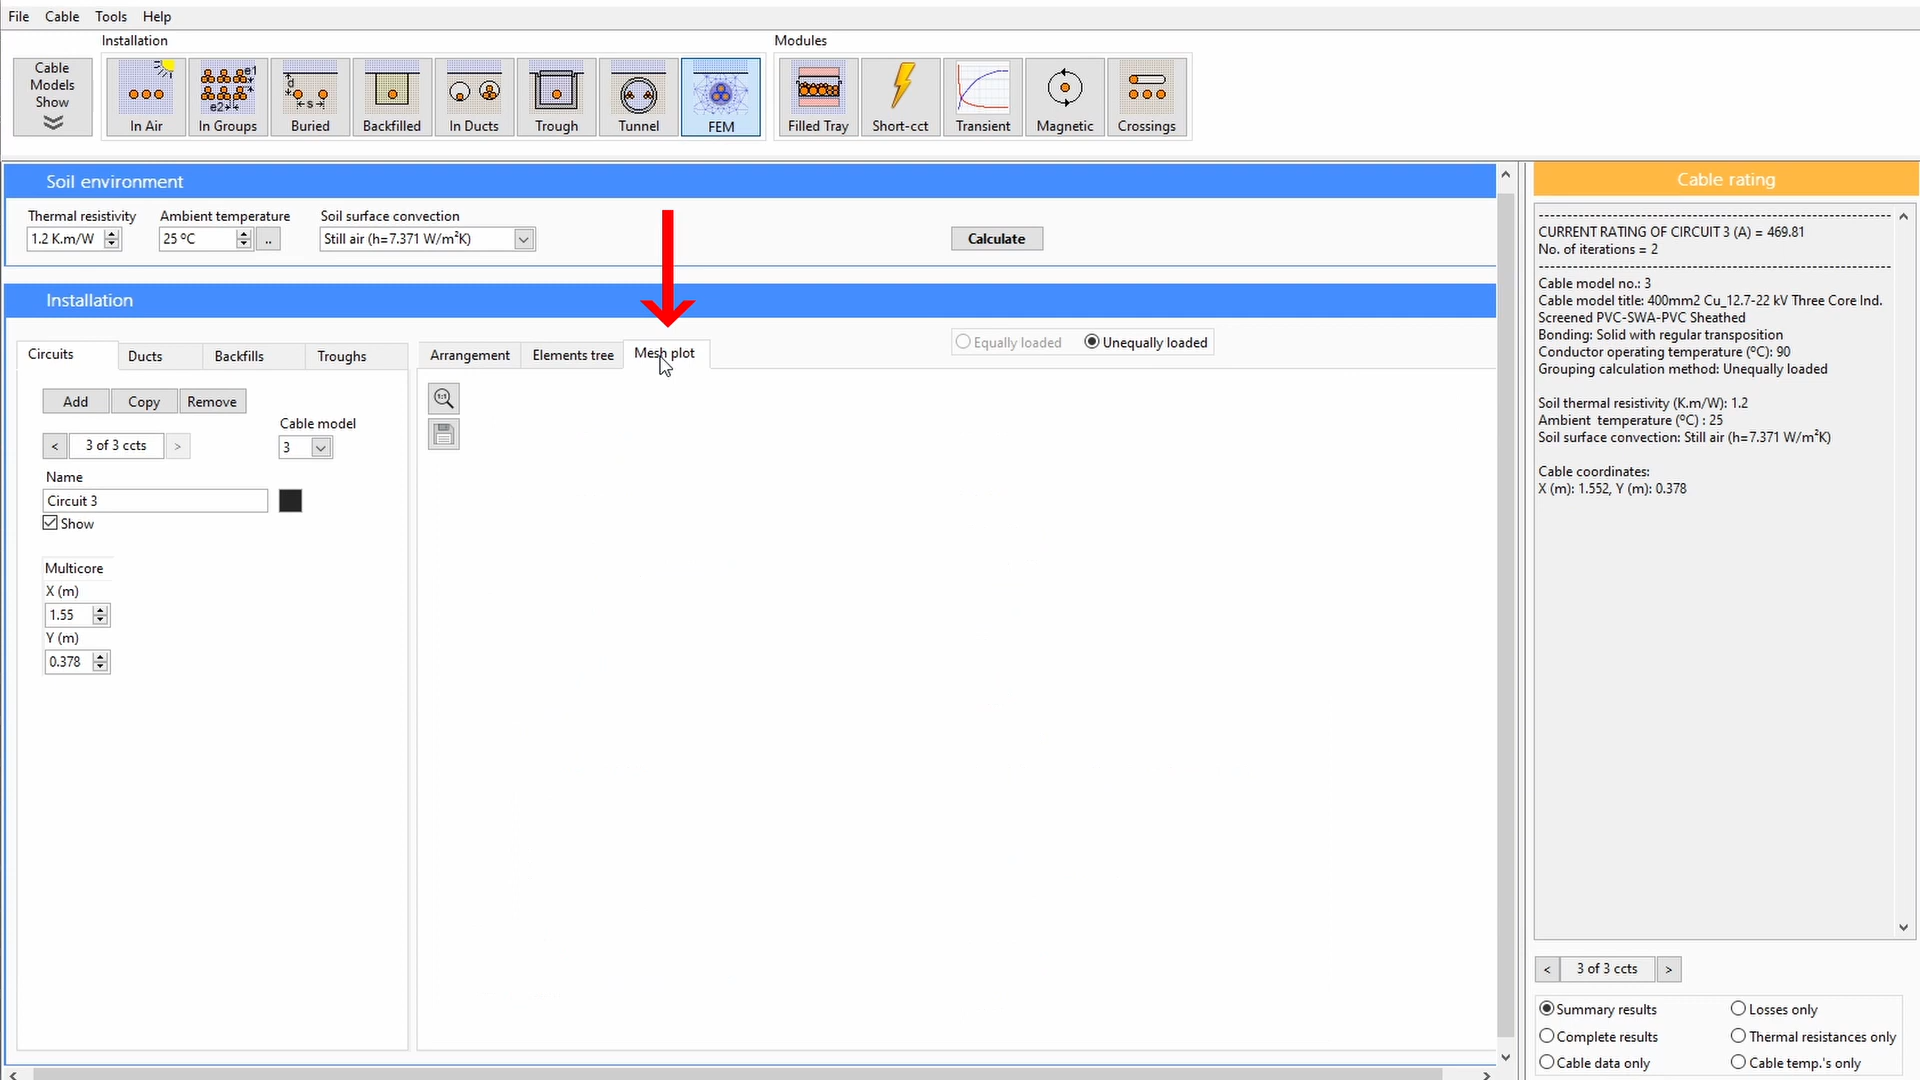 File Cable Tools Help
Installation
Modules
Cable
Models
Show
In Air
e1
e2
In Groups
d
s
Buried
Backfilled
In Ducts
Trough
Tunnel
FEM
Filled Tray
Short-cct
Transient
Magnetic
Crossings
Soil environment
Thermal resistivity
Ambient temperature
Soil surface convection
1.2 K.m/W
25 ºC
..
Still air (h=7.371 W/m²K)
Calculate
Installation
Circuits
Ducts
Backfills
Troughs
Arrangement
Elements tree
Mesh plot
Equally loaded
Unequally loaded
Add
Copy
Remove
Cable model
< 3 of 3 ccts >
3
Name
Circuit 3
Show
Multicore
X (m)
1.55
Y (m)
0.378
1:1
Cable rating
CURRENT RATING OF CIRCUIT 3 (A) = 469.81
No. of iterations = 2
Cable model no.: 3
Cable model title: 400mm2 Cu_12.7-22 kV Three Core Ind.
Screened PVC-SWA-PVC Sheathed
Bonding: Solid with regular transposition
Conductor operating temperature (ºC): 90
Grouping calculation method: Unequally loaded
Soil thermal resistivity (K.m/W): 1.2
Ambient temperature (ºC) : 25
Soil surface convection: Still air (h=7.371 W/m²K)
Cable coordinates:
X (m): 1.552, Y (m): 0.378
< 3 of 3 ccts >
Summary results
Losses only
Complete results
Thermal resistances only
Cable data only
Cable temp.'s only